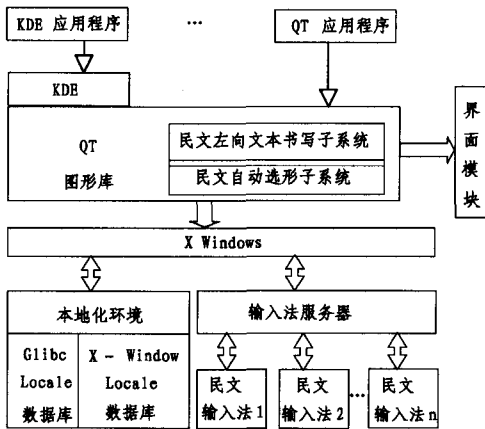 KDE 应用程序
...
QT 应用程序
KDE
QT
图形库
民文左向文本书写子系统
民文自动选形子系统
界
面
模
块
X Windows
本地化环境
Glibc
Locale
数据库
X - Window
Locale
数据库
输入法服务器
民文
输入法1
民文
输入法2
...
民文
输入法n